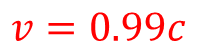 v = 0.99c